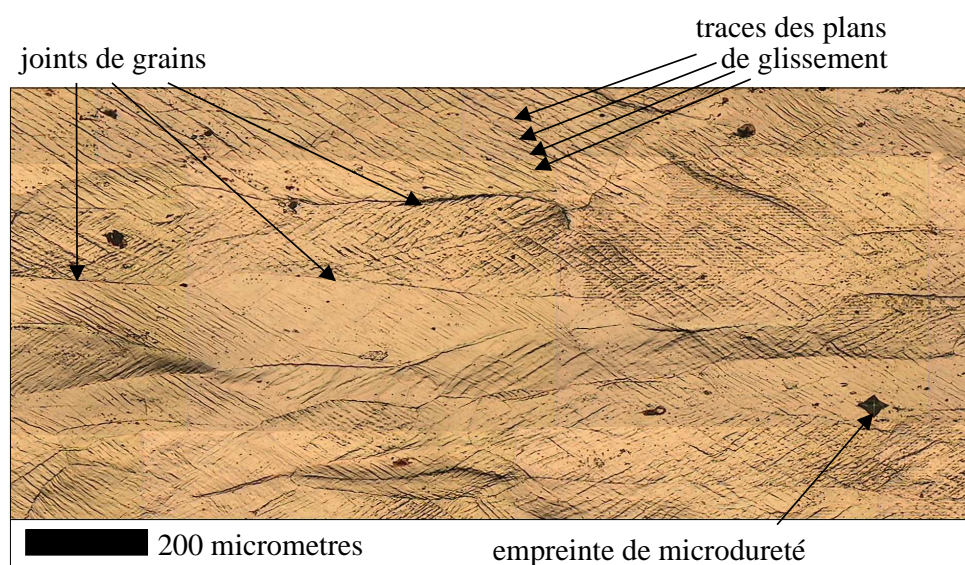 traces des plans
de glissement
joints de grains
200 micrometres
empreinte de microdureté